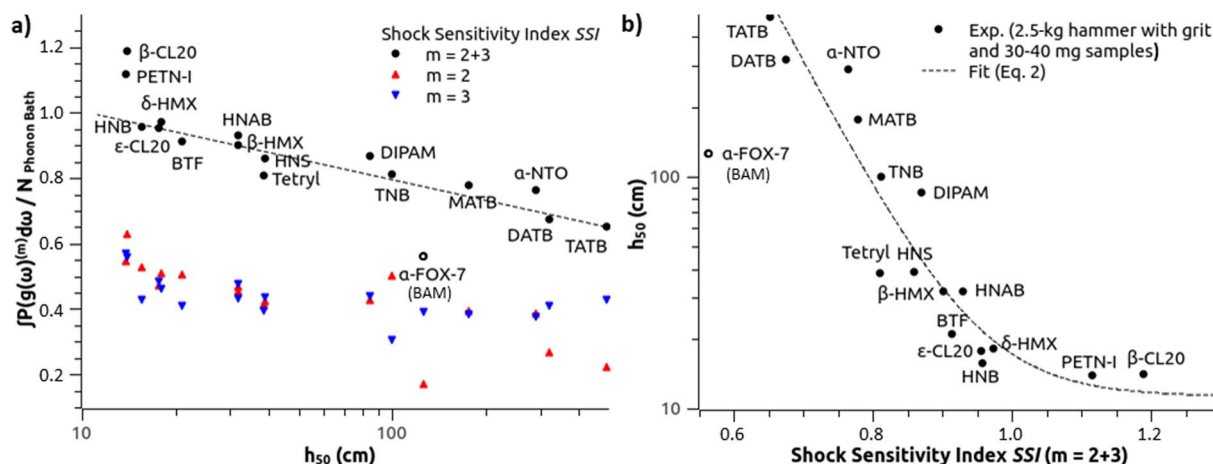 a)
∫P(g(ω)⁽ᵐ⁾)dω / N Phonon Bath
1.2
1.0
0.8
0.6
0.4
0.2
Shock Sensitivity Index SSI
m = 2+3
m = 2
m = 3
β-CL20
PETN-I
δ-HMX
HNB
ε-CL20
BTF
HNAB
β-HMX
HNS
Tetryl
DIPAM
TNB
α-NTO
MATB
DATB
TATB
α-FOX-7
(BAM)
10
100
h₅₀ (cm)
b)
h₅₀ (cm)
100
10
Exp. (2.5-kg hammer with grit
and 30-40 mg samples)
Fit (Eq. 2)
TATB
DATB
α-NTO
MATB
α-FOX-7
(BAM)
TNB
DIPAM
Tetryl
HNS
β-HMX
HNAB
BTF
ε-CL20
δ-HMX
HNB
PETN-I
β-CL20
0.6
0.8
1.0
1.2
Shock Sensitivity Index SSI (m = 2+3)